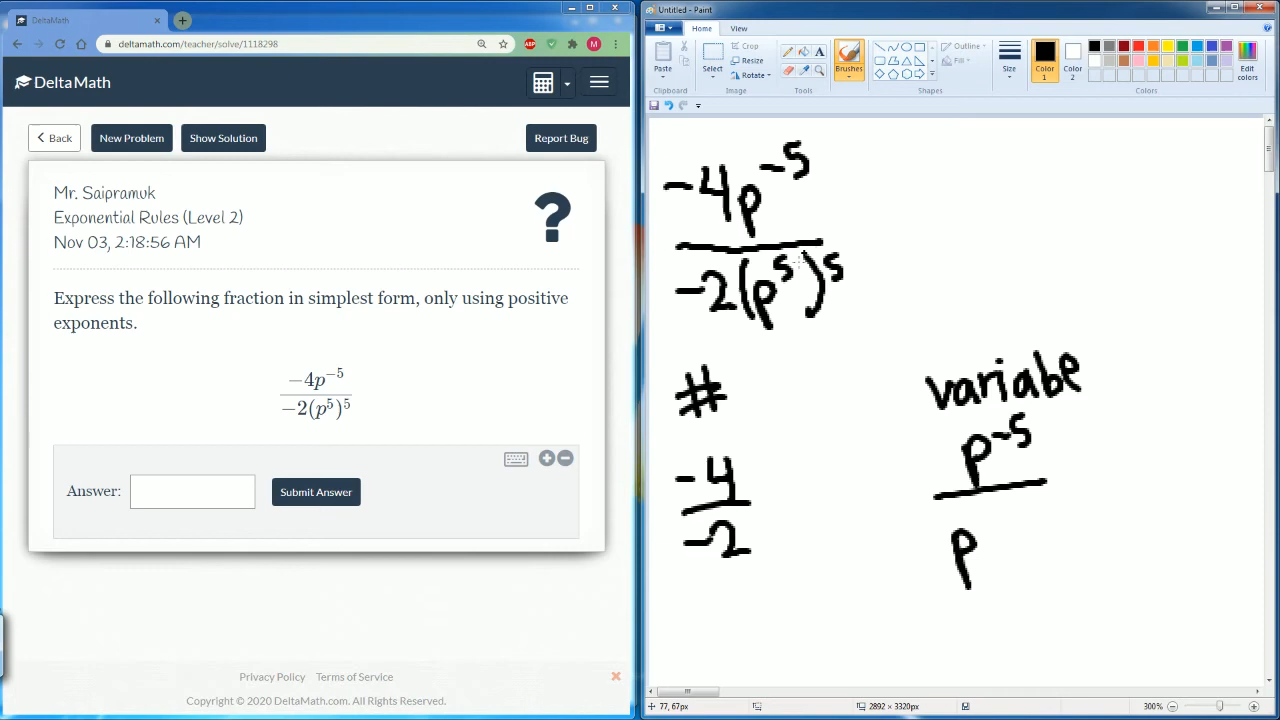 DeltaMath
deltamath.com/teacher/solve/1118298
ABP
M
DeltaMath
Back
New Problem
Show Solution
Report Bug
Mr. Saipramuk
Exponential Rules (Level 2)
Nov 03, 2:18:56 AM
?
Express the following fraction in simplest form, only using positive
exponents.
−4p⁻⁵
−2(p⁵)⁵
Answer:
Submit Answer
Privacy Policy Terms of Service
Copyright © 2020 DeltaMath. All Rights Reserved.
Untitled - Paint
Home View
Paste
Select
Crop
Resize
Rotate
A
Brushes
Outline
Fill
Size
Color 1
Color 2
Edit colors
Clipboard Image Tools Shapes Colors
-4p⁻⁵
-2(p⁵)⁵
# variabe
-4
-2
p⁻⁵
p
77, 67px
2892 × 3320px
300%